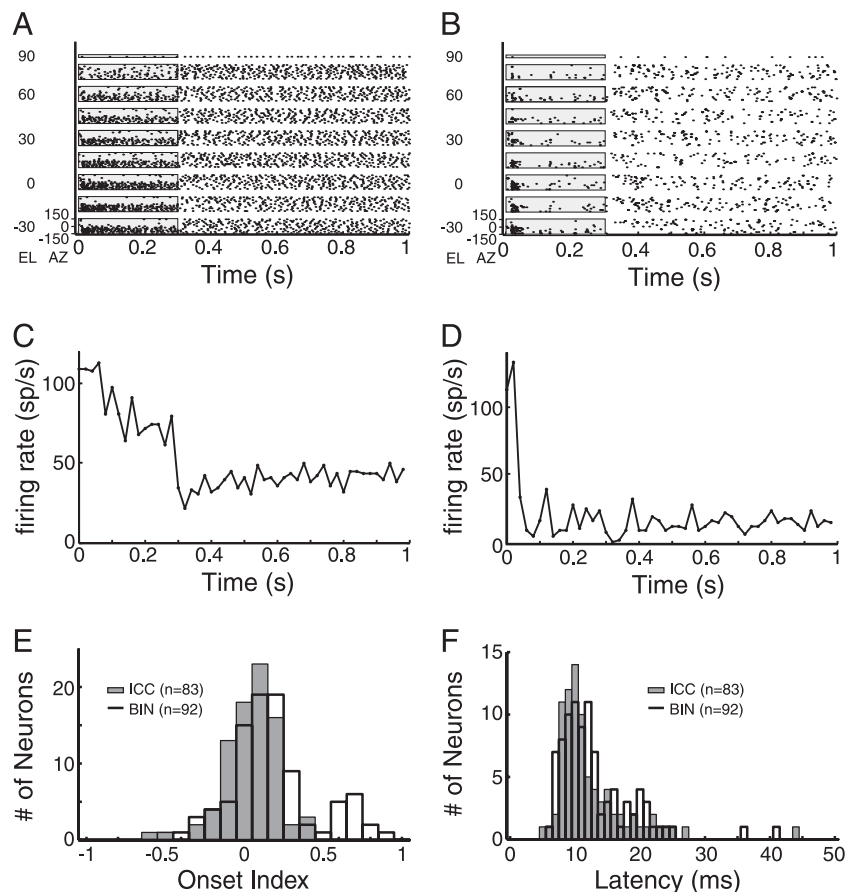 A
90
60
30
0
150
0
-30
-150
EL AZ
0 0.2 0.4 0.6 0.8 1
Time (s)
B
90
60
30
0
150
0
-30
-150
EL AZ
0 0.2 0.4 0.6 0.8 1
Time (s)
C
firing rate (sp/s)
100
50
0
0 0.2 0.4 0.6 0.8 1
Time (s)
D
firing rate (sp/s)
100
50
0
0 0.2 0.4 0.6 0.8 1
Time (s)
E
# of Neurons
20
10
0
ICC (n=83)
BIN (n=92)
-1 -0.5 0 0.5 1
Onset Index
F
# of Neurons
15
10
5
0
ICC (n=83)
BIN (n=92)
0 10 20 30 40 50
Latency (ms)